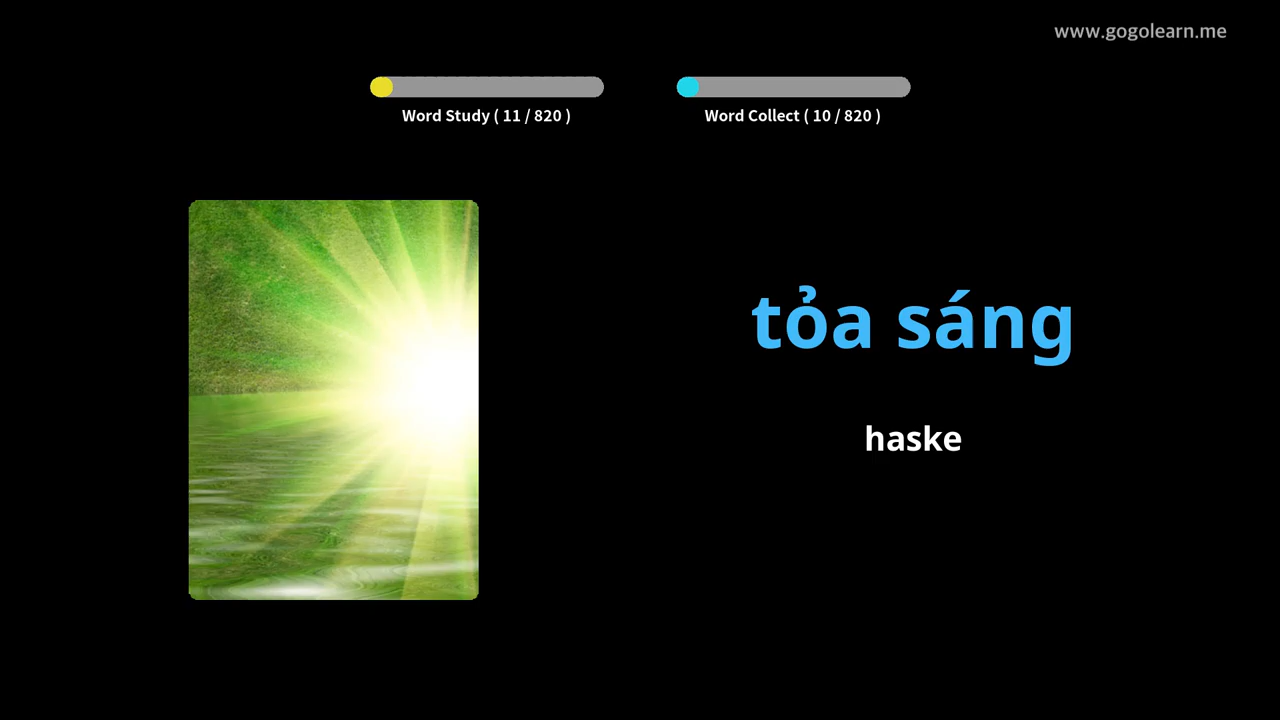 www.gogolearn.me
Word Study ( 11 / 820 )
Word Collect ( 10 / 820 )
tỏa sáng
haske